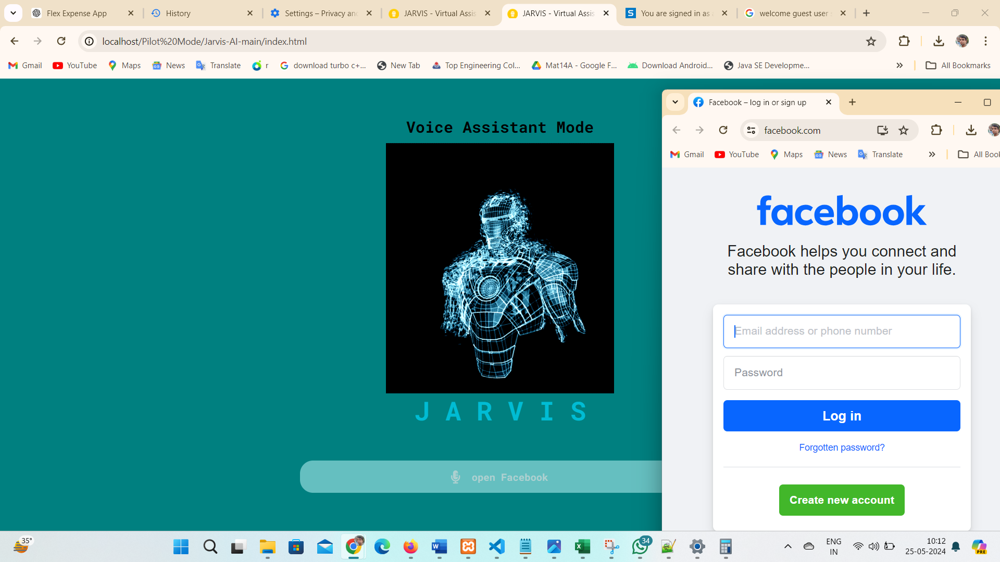 Flex Expense App
History
Settings – Privacy and
JARVIS - Virtual Assis
JARVIS - Virtual Assis
You are signed in as a
welcome guest user
localhost/Pilot%20Mode/Jarvis-AI-main/index.html
Gmail
YouTube
Maps
News
Translate
r
download turbo c+...
New Tab
Top Engineering Col...
Mat14A - Google F...
Download Android...
Java SE Developme...
All Bookmarks
Voice Assistant Mode
JARVIS
open Facebook
Facebook – log in or sign up
facebook.com
Gmail
YouTube
Maps
News
Translate
All Book
facebook
Facebook helps you connect and
share with the people in your life.
Email address or phone number
Password
Log in
Forgotten password?
Create new account
35°
34
ENG
IN
10:12
25-05-2024
PRE